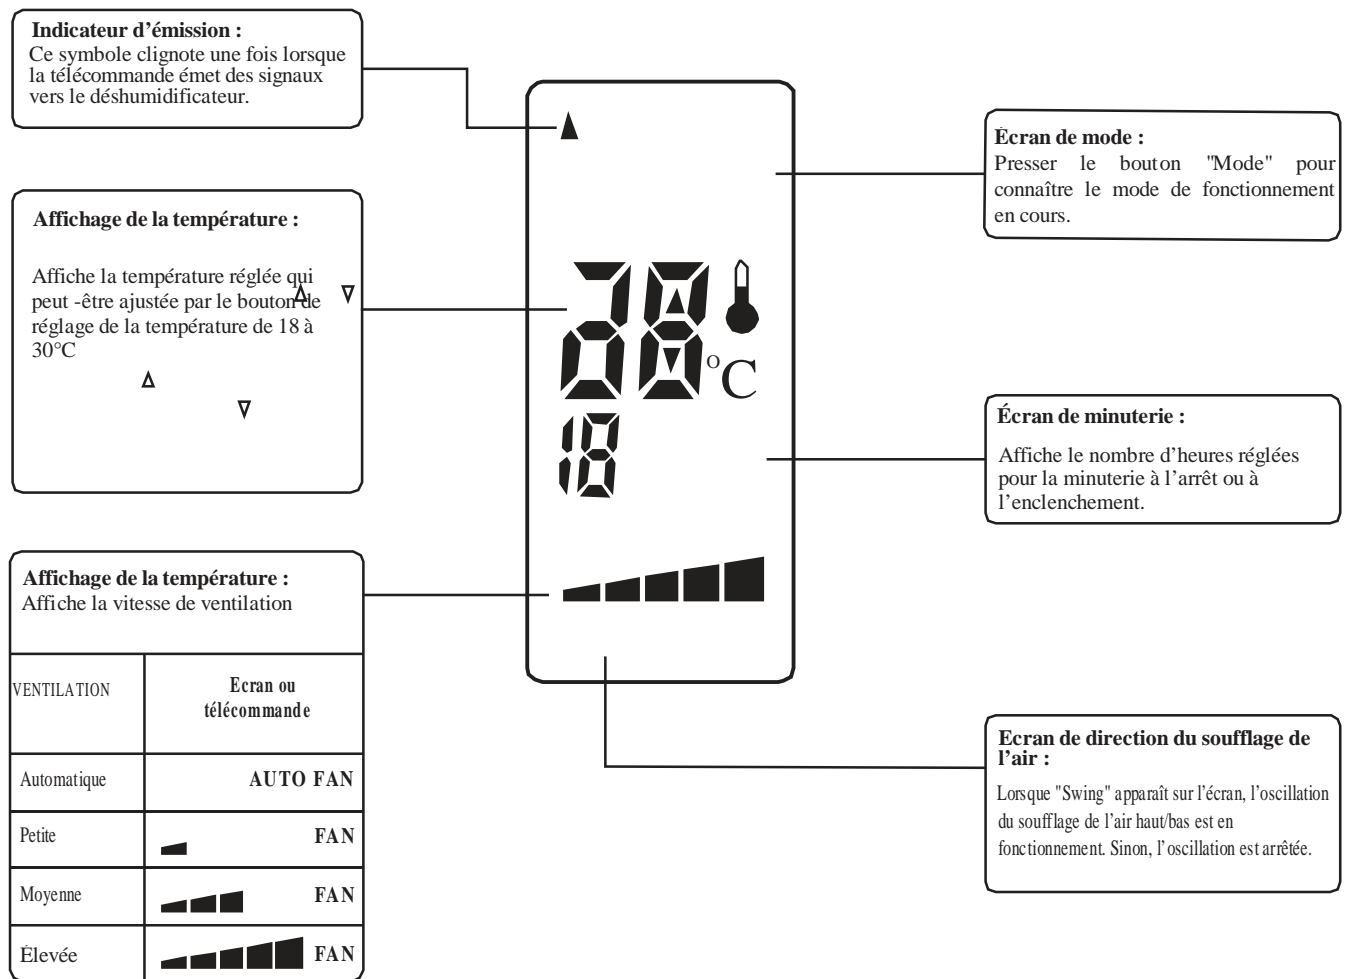 Indicateur d’émission :
Ce symbole clignote une fois lorsque
la télécommande émet des signaux
vers le déshumidificateur.
Affichage de la température :
Affiche la température réglée qui
peut -être ajustée par le bouton de
réglage de la température de 18 à
30°C
Affichage de la température :
Affiche la vitesse de ventilation
VENTILATION
Ecran ou
télécommande
Automatique AUTO FAN
Petite FAN
Moyenne FAN
Élevée FAN
28
°C
18
Écran de mode :
Presser le bouton "Mode" pour
connaître le mode de fonctionnement
en cours.
Écran de minuterie :
Affiche le nombre d’heures réglées
pour la minuterie à l’arrêt ou à
l’enclenchement.
Ecran de direction du soufflage de
l’air :
Lorsque "Swing" apparaît sur l’écran, l’oscillation
du soufflage de l’air haut/bas est en
fonctionnement. Sinon, l’oscillation est arrêtée.